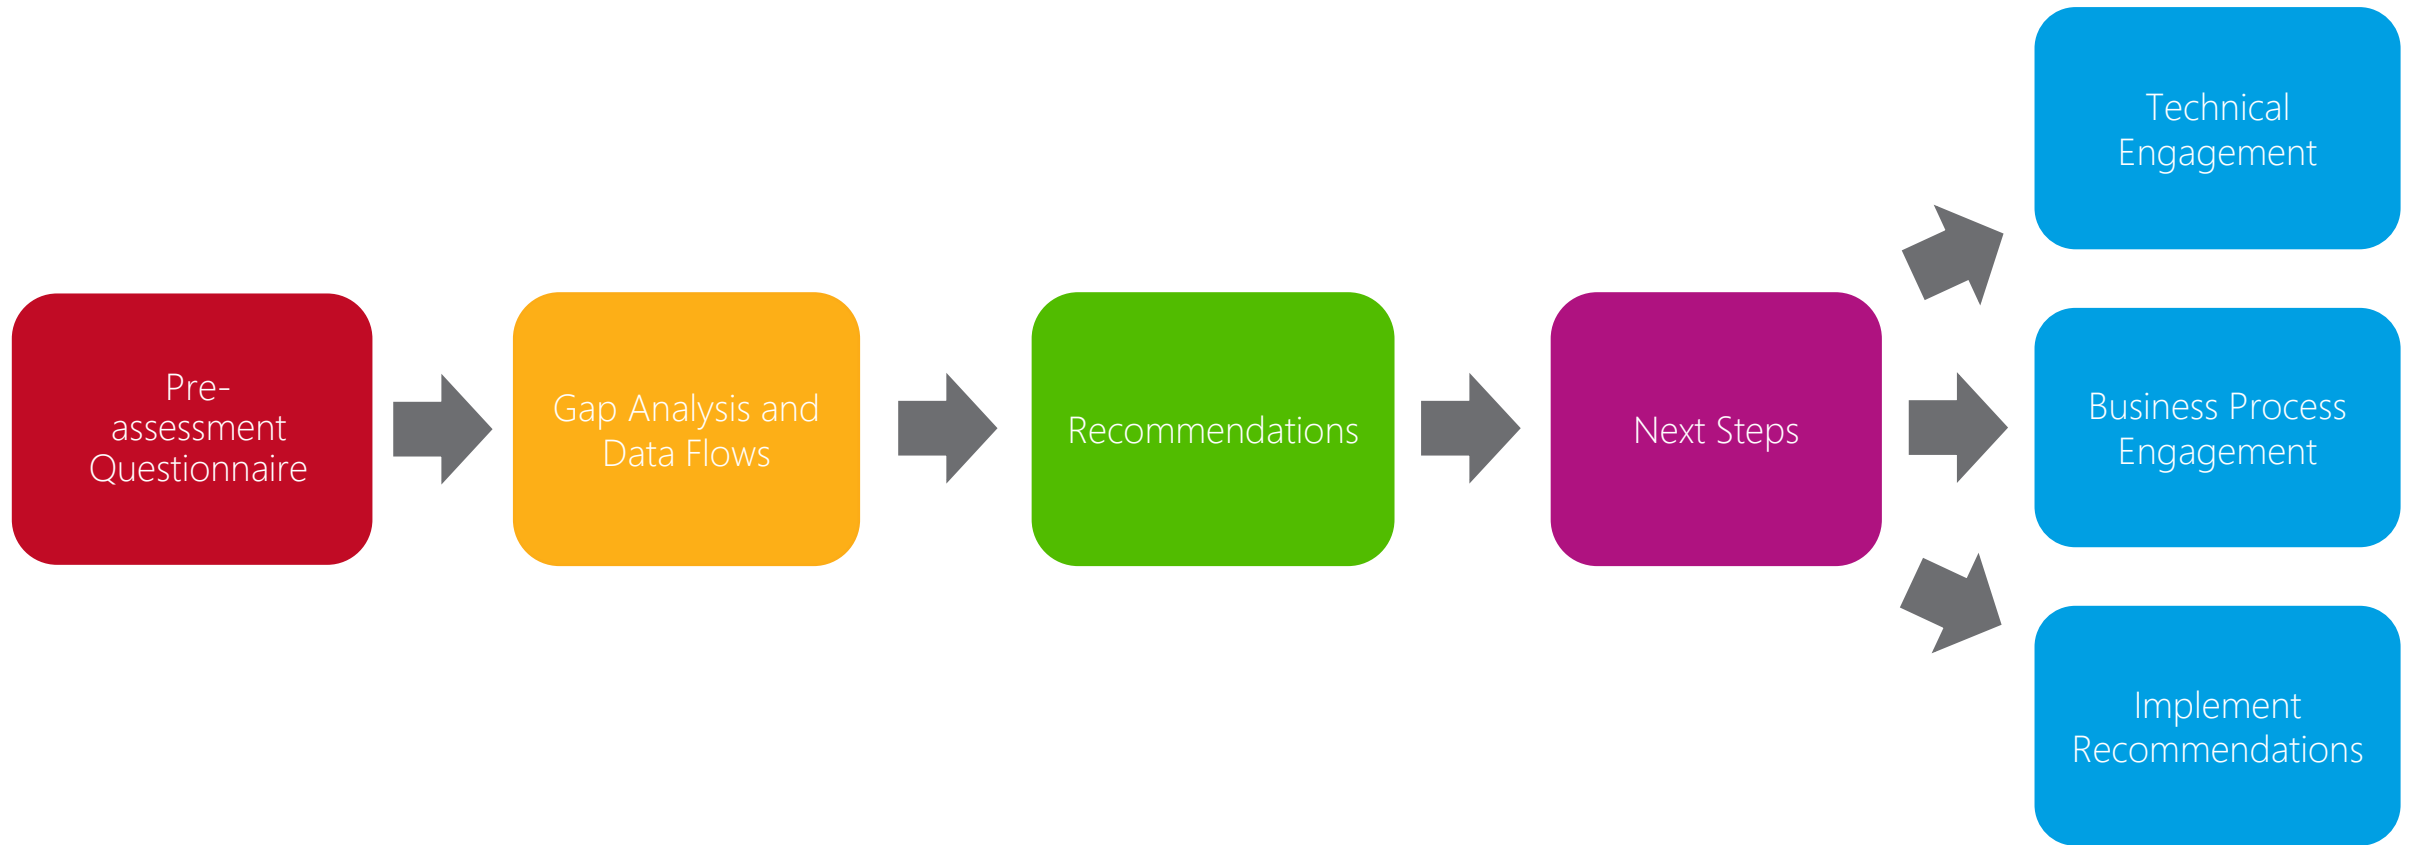 Pre-
assessment
Questionnaire
Gap Analysis and
Data Flows
Recommendations
Next Steps
Technical
Engagement
Business Process
Engagement
Implement
Recommendations